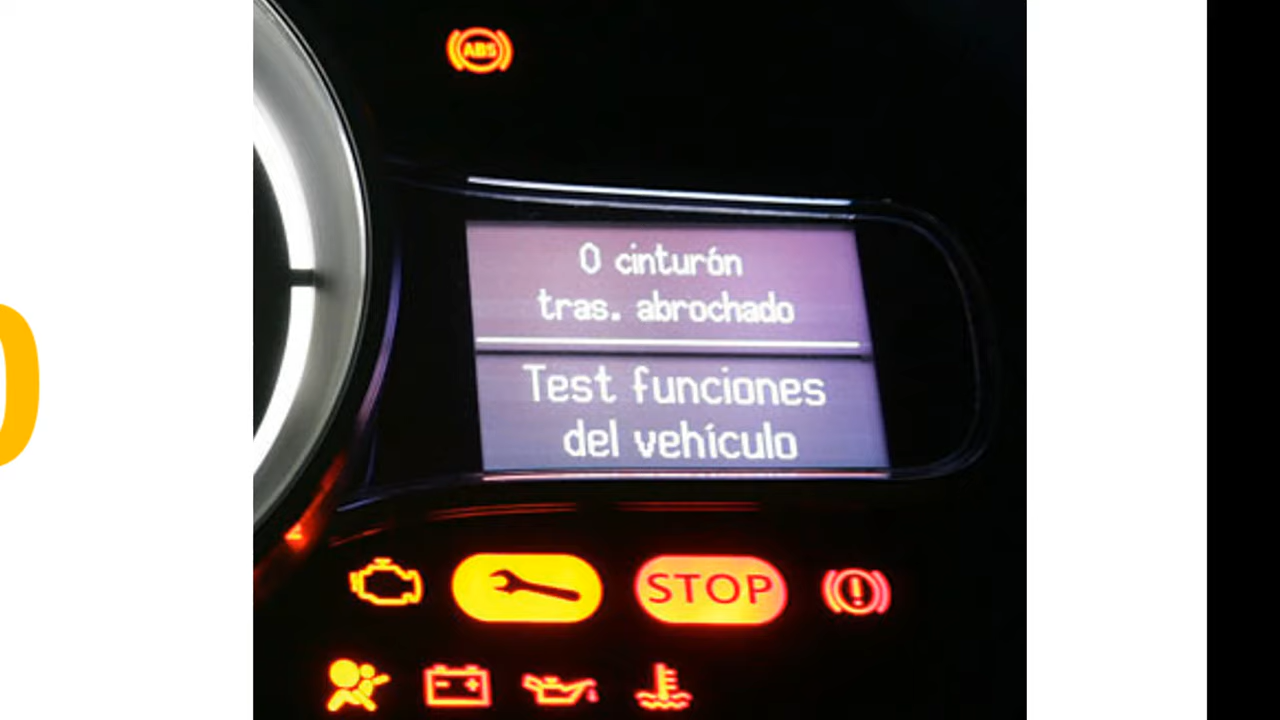 ABS
0 cinturón
tras. abrochado
Test funciones
del vehículo
STOP